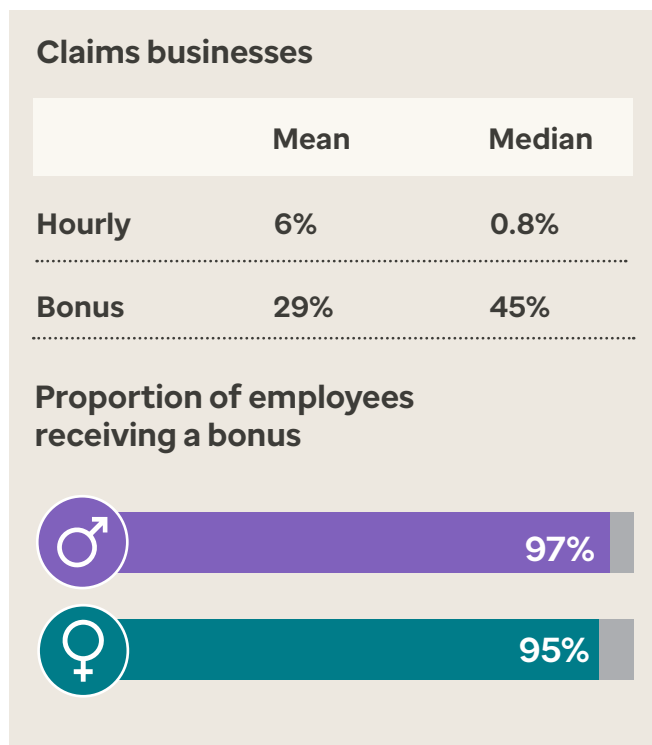 Claims businesses
Mean Median
Hourly 6% 0.8%
Bonus 29% 45%
Proportion of employees
receiving a bonus
97%
95%